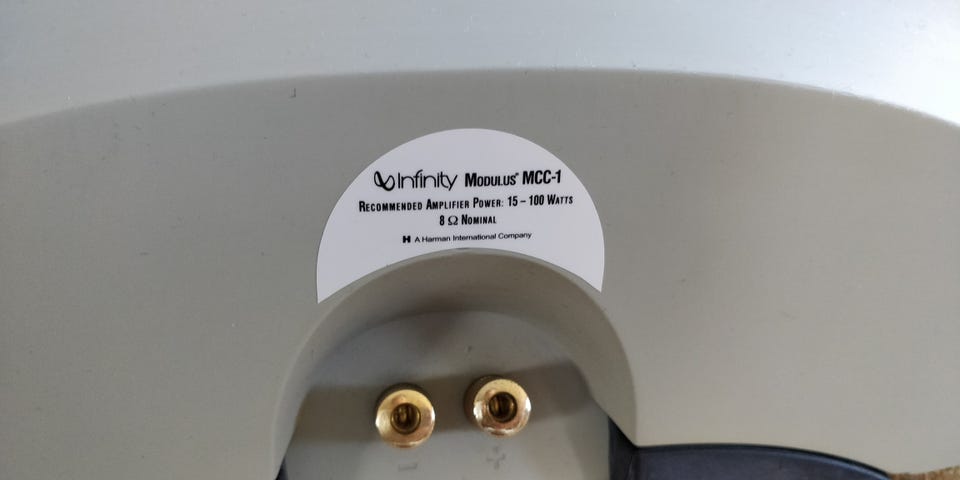 Infinity MODULUS® MCC-1
RECOMMENDED AMPLIFIER POWER: 15 – 100 WATTS
8 Ω NOMINAL
H A Harman International Company
– +